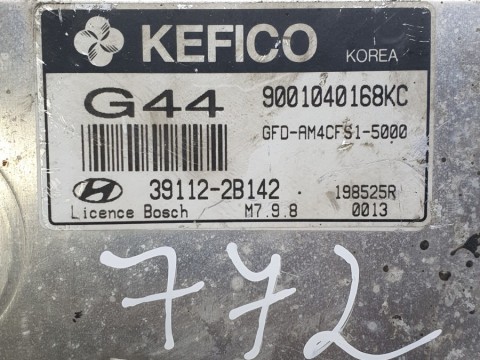 KEFICO KOREA
G44 9001040168KC
GFD-AM4CFS1-5000
39112-2B142 198525R
Licence Bosch M7.9.8 0013
772